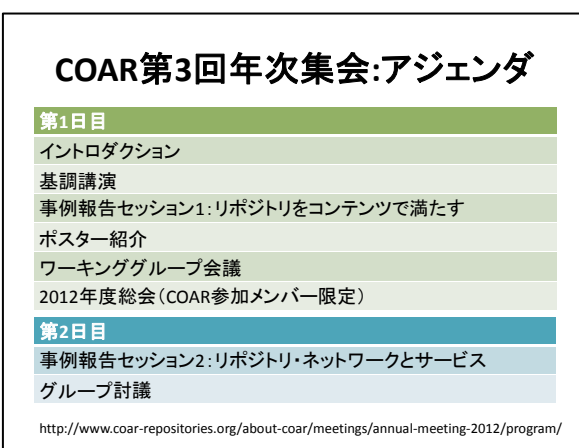 COAR第3回年次集会:アジェンダ
第1日目
イントロダクション
基調講演
事例報告セッション1:リポジトリをコンテンツで満たす
ポスター紹介
ワーキンググループ会議
2012年度総会(COAR参加メンバー限定)
第2日目
事例報告セッション2:リポジトリ・ネットワークとサービス
グループ討議
http://www.coar-repositories.org/about-coar/meetings/annual-meeting-2012/program/